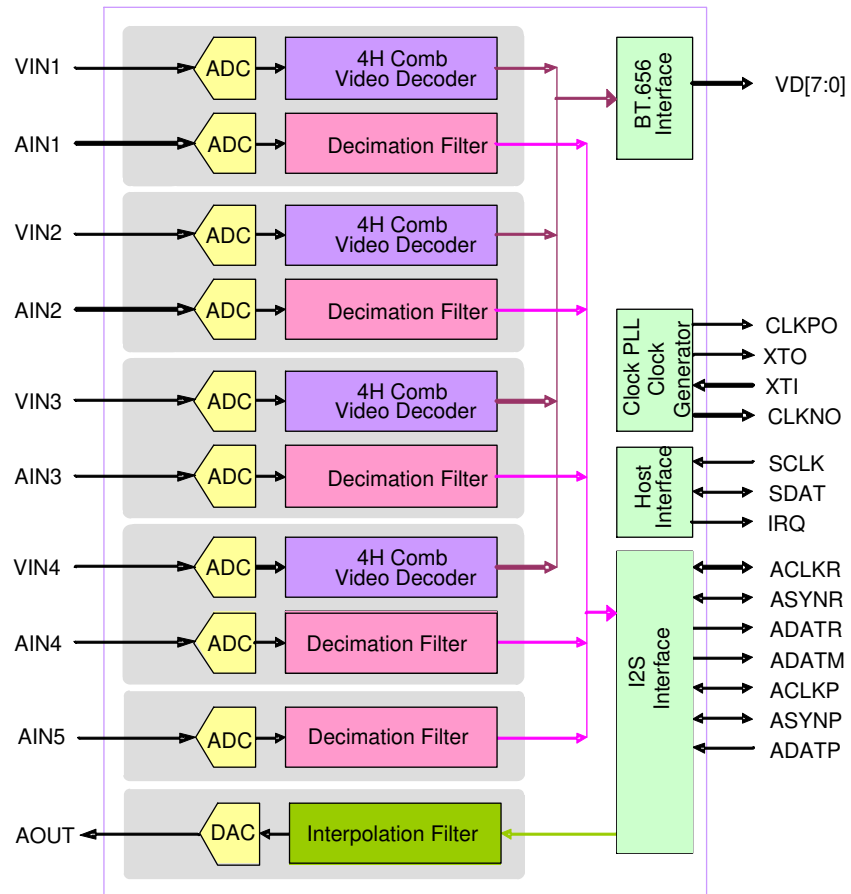 VIN1
ADC
4H Comb
Video Decoder
BT.656
Interface
VD[7:0]
AIN1
ADC
Decimation Filter
VIN2
ADC
4H Comb
Video Decoder
AIN2
ADC
Decimation Filter
Clock PLL
Clock
Generator
CLKPO
XTO
XTI
CLKNO
VIN3
ADC
4H Comb
Video Decoder
AIN3
ADC
Decimation Filter
Host
Interface
SCLK
SDAT
IRQ
VIN4
ADC
4H Comb
Video Decoder
AIN4
ADC
Decimation Filter
I2S
Interface
ACLKR
ASYNR
ADATR
ADATM
ACLKP
ASYNP
ADATP
AIN5
ADC
Decimation Filter
AOUT
DAC
Interpolation Filter